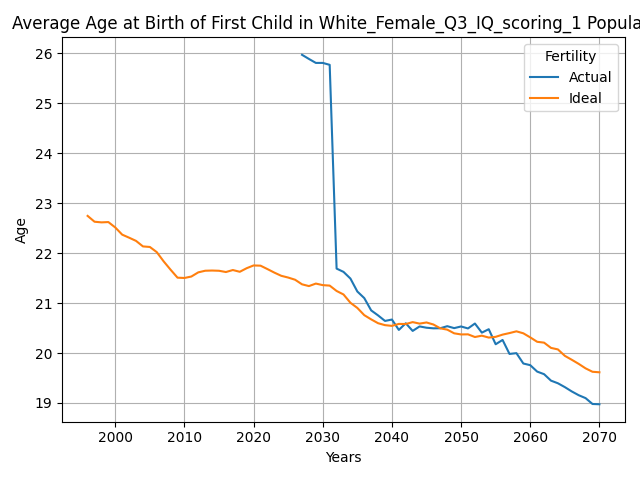 Average Age at Birth of First Child in White_Female_Q3_IQ_scoring_1 Popula
Fertility
Actual
Ideal
26
25
24
23
22
21
20
19
Age
2000 2010 2020 2030 2040 2050 2060 2070
Years